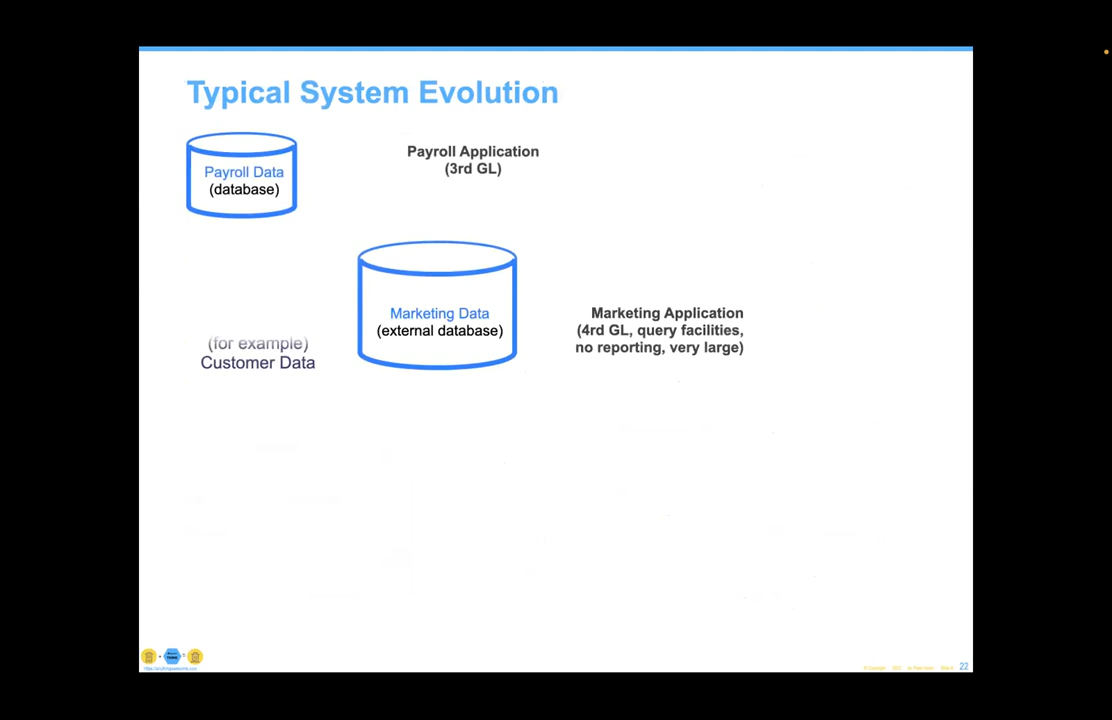 Typical System Evolution
Payroll Data
(database)
Payroll Application
(3rd GL)
Marketing Data
(external database)
Marketing Application
(4rd GL, query facilities,
no reporting, very large)
(for example)
Customer Data
22